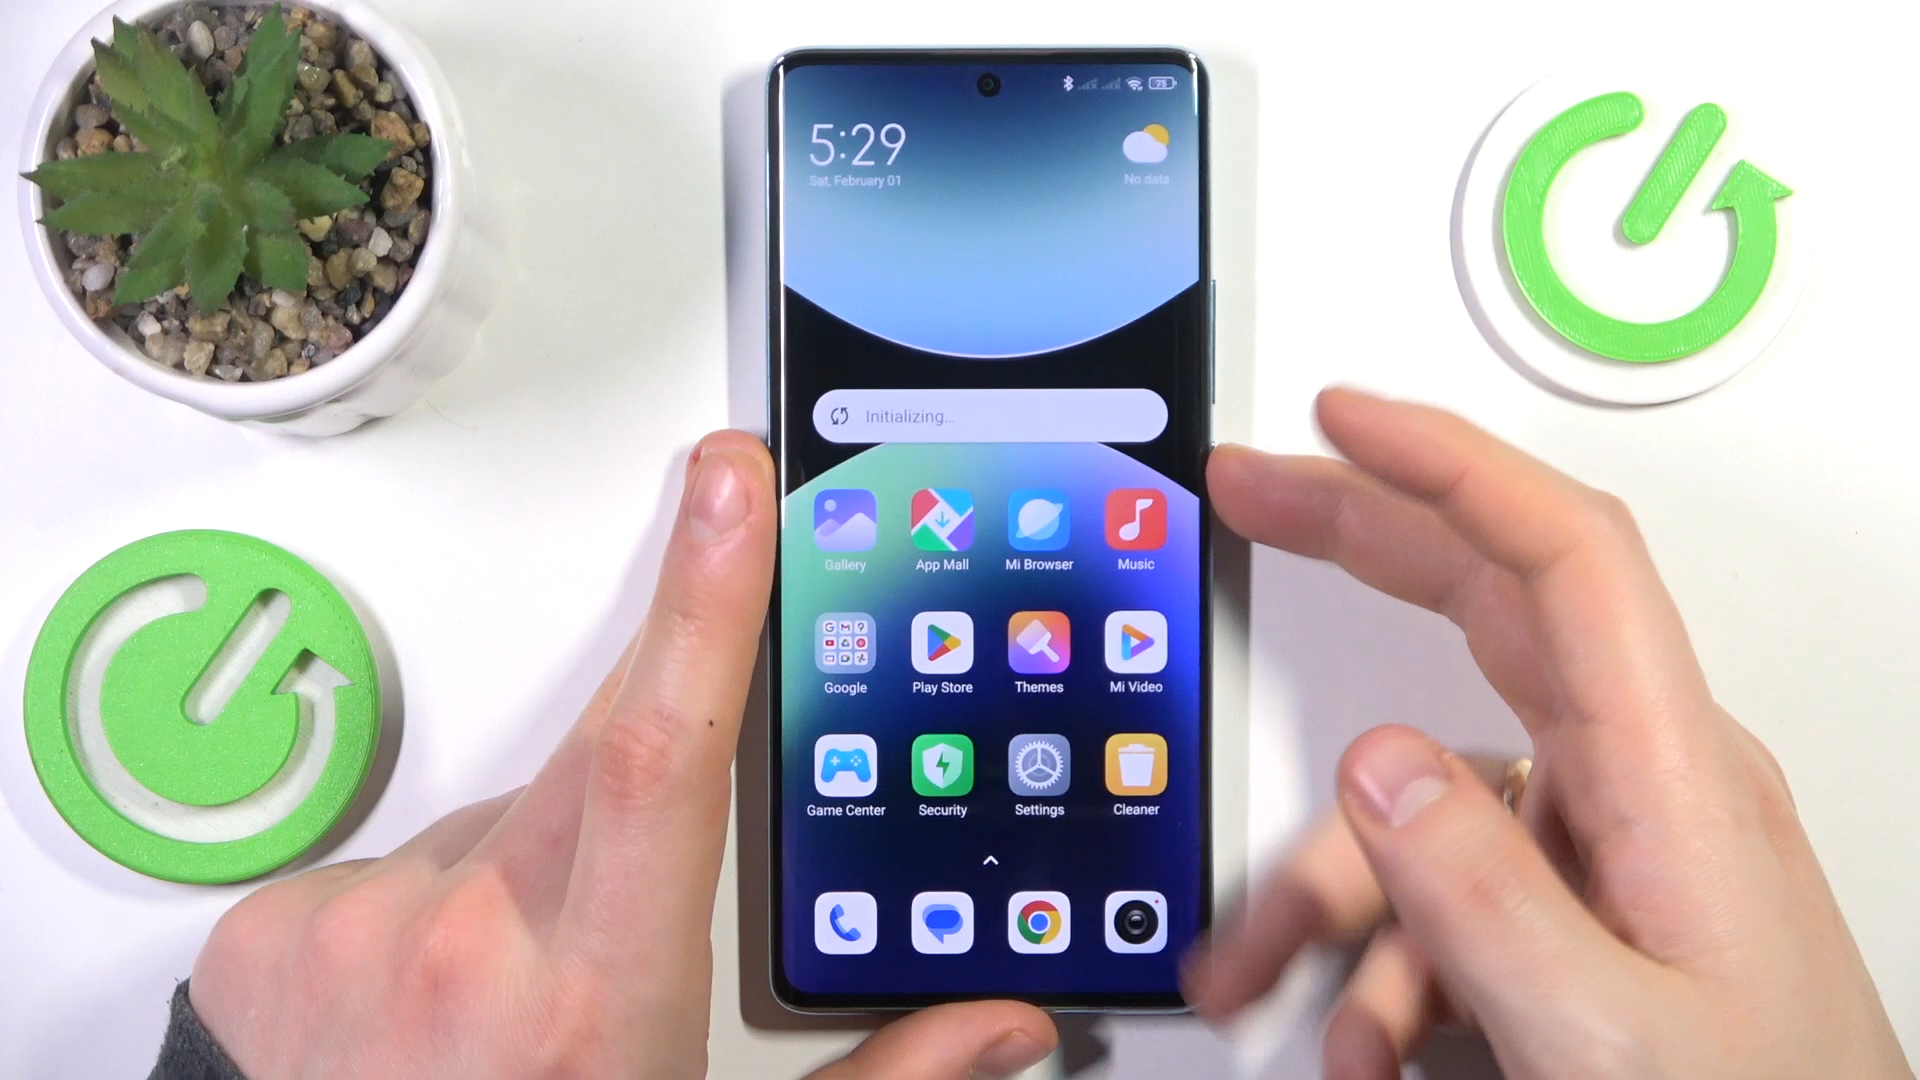 75
5:29
Sat, February 01
No data
Initializing...
Gallery
App Mall
Mi Browser
Music
Google
Play Store
Themes
Mi Video
Game Center
Security
Settings
Cleaner